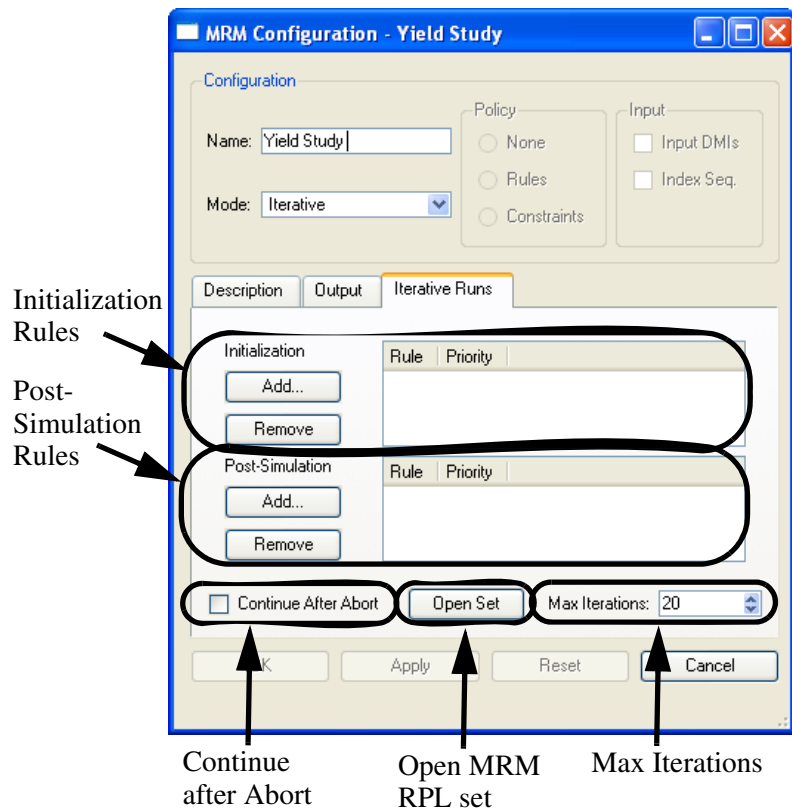 MRM Configuration - Yield Study
Configuration
Name: Yield Study
Mode: Iterative
Policy
None
Rules
Constraints
Input
Input DMIs
Index Seq.
Description Output Iterative Runs
Initialization
Rules
Initialization
Add...
Remove
Rule Priority
Post-
Simulation
Rules
Post-Simulation
Add...
Remove
Rule Priority
Continue After Abort Open Set Max Iterations: 20
K Apply Reset Cancel
Continue
after Abort
Open MRM
RPL set
Max Iterations